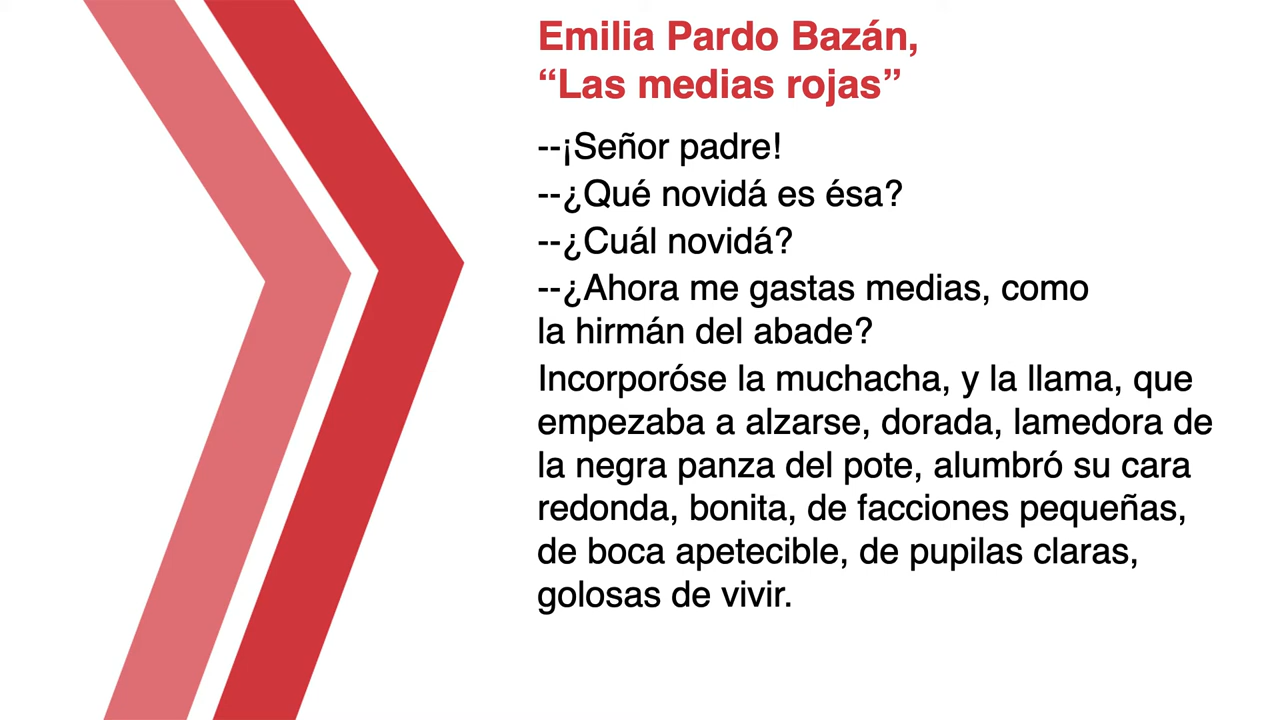 Emilia Pardo Bazán,
“Las medias rojas”
--¡Señor padre!
--¿Qué novidá es ésa?
--¿Cuál novidá?
--¿Ahora me gastas medias, como
la hirmán del abade?
Incorporóse la muchacha, y la llama, que
empezaba a alzarse, dorada, lamedora de
la negra panza del pote, alumbró su cara
redonda, bonita, de facciones pequeñas,
de boca apetecible, de pupilas claras,
golosas de vivir.